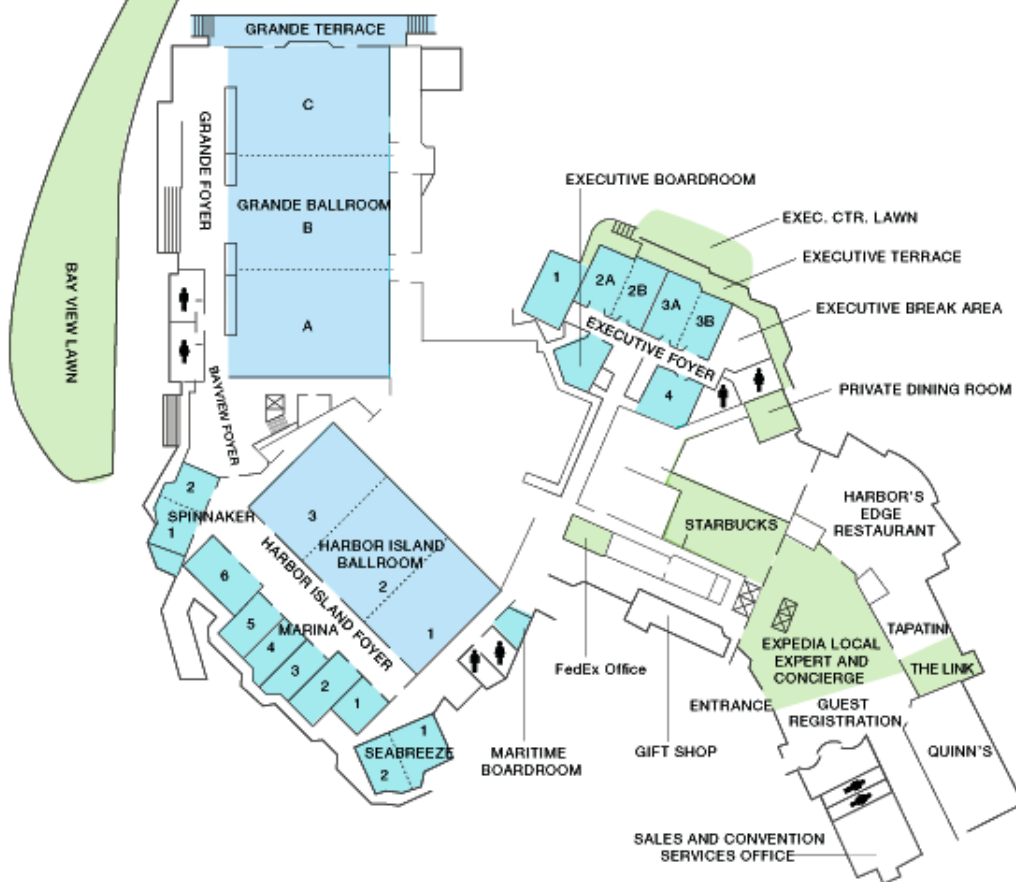 GRANDE TERRACE
C
GRANDE FOYER
GRANDE BALLROOM
B
A
BAY VIEW LAWN
BAYVIEW FOYER
EXECUTIVE BOARDROOM
EXEC. CTR. LAWN
EXECUTIVE TERRACE
EXECUTIVE BREAK AREA
1
2A
2B
3A
3B
EXECUTIVE FOYER
4
PRIVATE DINING ROOM
2
SPINNAKER
1
3
HARBOR ISLAND
BALLROOM
2
1
HARBOR ISLAND FOYER
6
5
MARINA
4
3
2
1
1
SEABREEZE
2
MARITIME
BOARDROOM
STARBUCKS
HARBOR'S
EDGE
RESTAURANT
FedEx Office
GIFT SHOP
EXPEDIA LOCAL
EXPERT AND
CONCIERGE
TAPATINI
THE LINK
ENTRANCE
GUEST
REGISTRATION
QUINN'S
SALES AND CONVENTION
SERVICES OFFICE